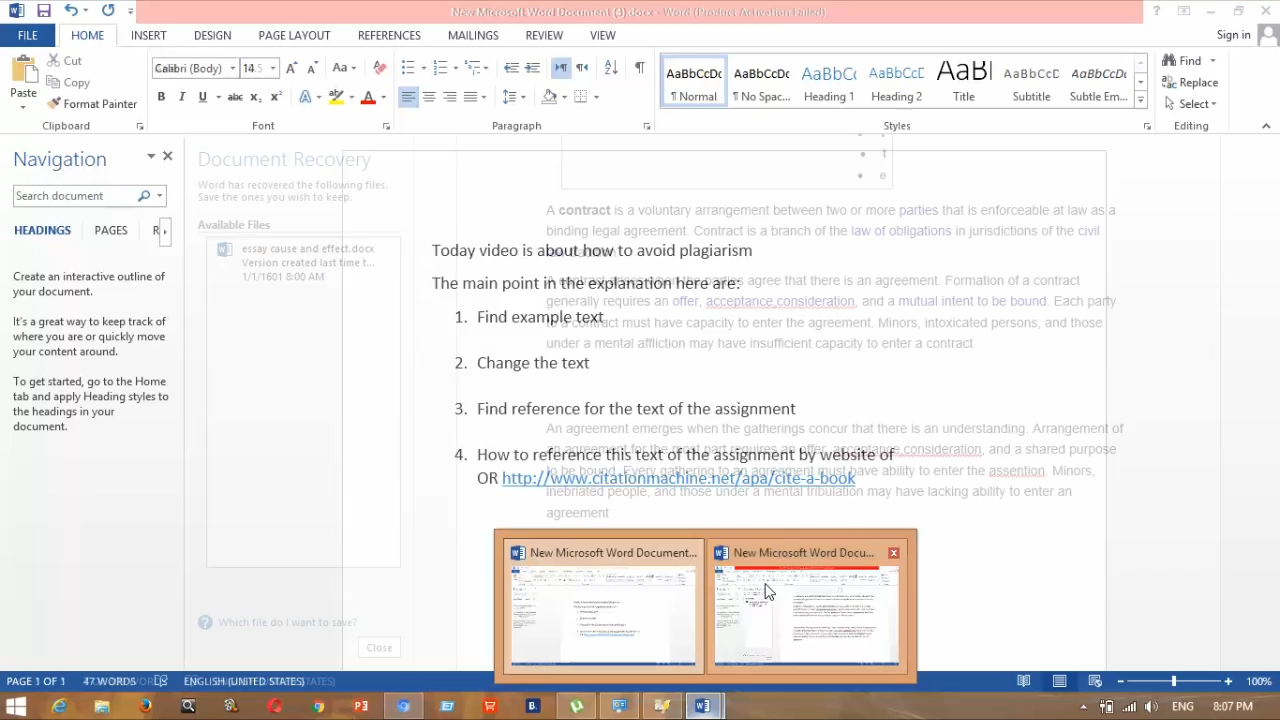 New Microsoft Word Document (4).docx - Word (Product Activation Failed)
FILE HOME INSERT DESIGN PAGE LAYOUT REFERENCES MAILINGS REVIEW VIEW Sign in
Cut
Copy
Paste
Format Painter
Calibri (Body) 14.5
AaBbCcDc AaBbCcDc AaBbCc AaBbCcD AaBl AaBbCcD AaBbCcDc
¶ Normal ¶ No Spac... Heading 1 Heading 2 Title Subtitle Subtle Em...
Find
Replace
Select
Clipboard Font Paragraph Styles Editing
Navigation
Search document
HEADINGS PAGES R
Create an interactive outline of
your document.
It's a great way to keep track of
where you are or quickly move
your content around.
To get started, go to the Home
tab and apply Heading styles to
the headings in your
document.
Document Recovery
Word has recovered the following files.
Save the ones you wish to keep.
Available Files
essay cause and effect.docx
Version created last time t...
1/1/1601 8:00 AM
Which file do I want to save?
Close
Today video is about how to avoid plagiarism
The main point in the explanation here are:
1. Find example text
2. Change the text
3. Find reference for the text of the assignment
4. How to reference this text of the assignment by website of
OR http://www.citationmachine.net/apa/cite-a-book
A contract is a voluntary arrangement between two or more parties that is enforceable at law as a
binding legal agreement. Contract is a branch of the law of obligations in jurisdictions of the civil
when the parties agree that there is an agreement. Formation of a contract
generally requires an offer, acceptance,consideration, and a mutual intent to be bound. Each party
to a contract must have capacity to enter the agreement. Minors, intoxicated persons, and those
under a mental affliction may have insufficient capacity to enter a contract
An agreement emerges when the gatherings concur that there is an understanding. Arrangement of
an agreement for the most part requires an offer, acceptance,consideration, and a shared purpose
to be bound. Every gathering to an agreement must have ability to enter the assention. Minors,
inebriated people, and those under a mental tribulation may have lacking ability to enter an
agreement
New Microsoft Word Document... New Microsoft Word Docu...
PAGE 1 OF 1 47 WORDS ENGLISH (UNITED STATES) 100%
ENG 8:07 PM